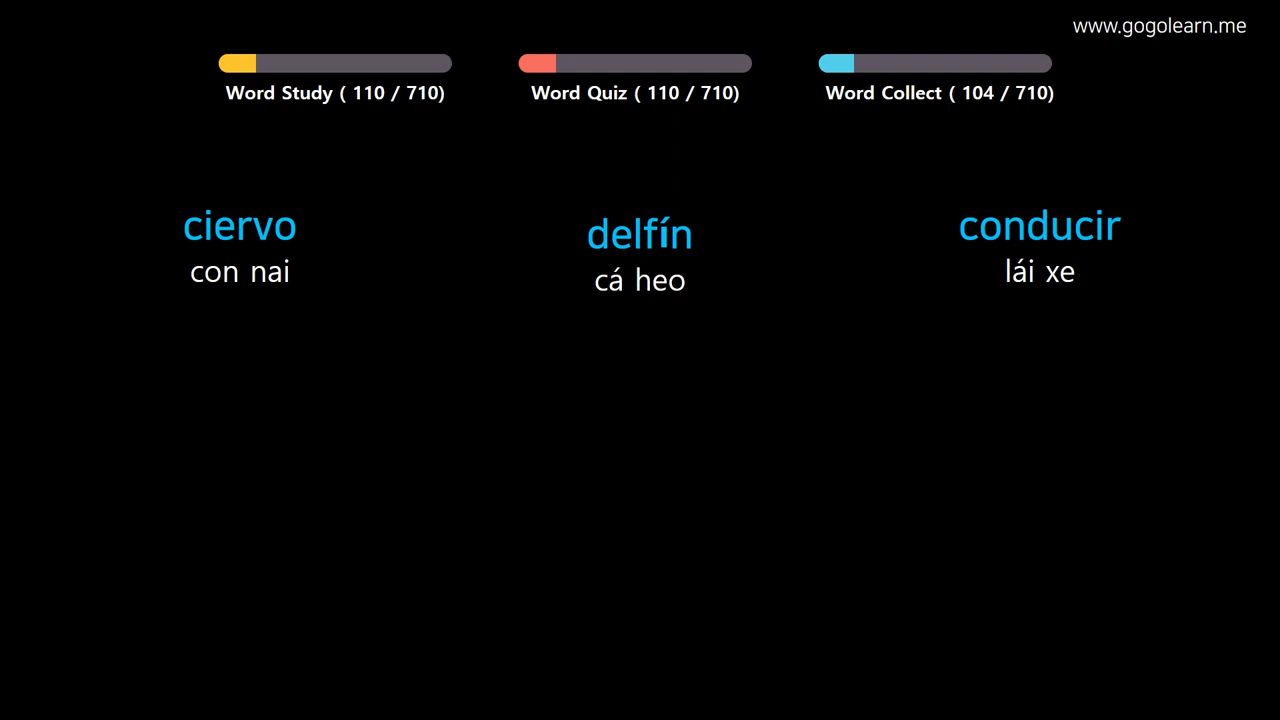 www.gogolearn.me
Word Study ( 110 / 710)
Word Quiz ( 110 / 710)
Word Collect ( 104 / 710)
ciervo
con nai
delfín
cá heo
conducir
lái xe